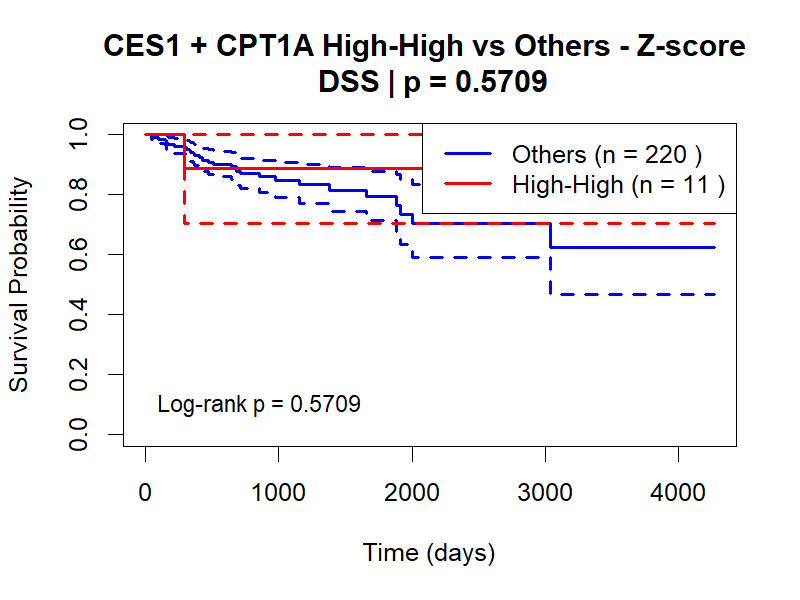 CES1 + CPT1A High-High vs Others - Z-score
DSS | p = 0.5709
Others (n = 220 )
High-High (n = 11 )
Survival Probability
1.0
0.8
0.6
0.4
0.2
0.0
Log-rank p = 0.5709
0 1000 2000 3000 4000
Time (days)